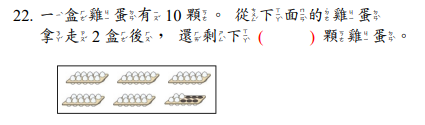 22. 一盒雞蛋有 10 顆。 從下面的雞蛋
拿走 2 盒後， 還剩下 (      ) 顆雞蛋。